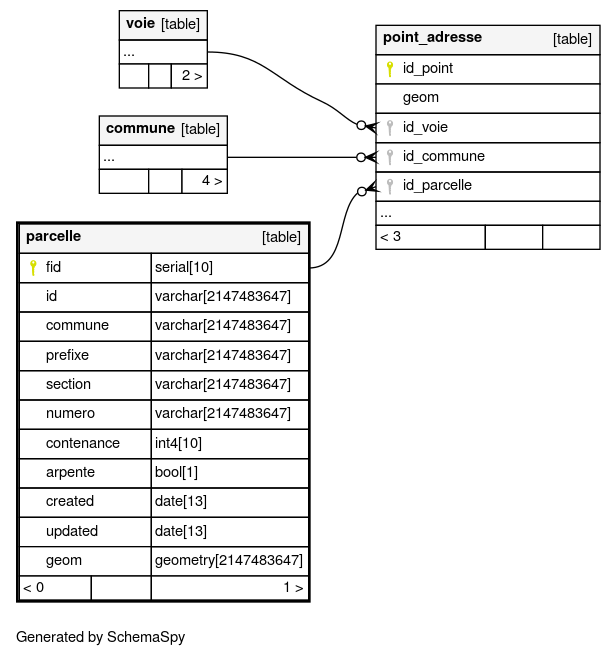 voie [table]
...
2 >
commune [table]
...
4 >
point_adresse [table]
id_point
geom
id_voie
id_commune
id_parcelle
...
< 3
parcelle [table]
fid serial[10]
id varchar[2147483647]
commune varchar[2147483647]
prefixe varchar[2147483647]
section varchar[2147483647]
numero varchar[2147483647]
contenance int4[10]
arpente bool[1]
created date[13]
updated date[13]
geom geometry[2147483647]
< 0 1 >
Generated by SchemaSpy